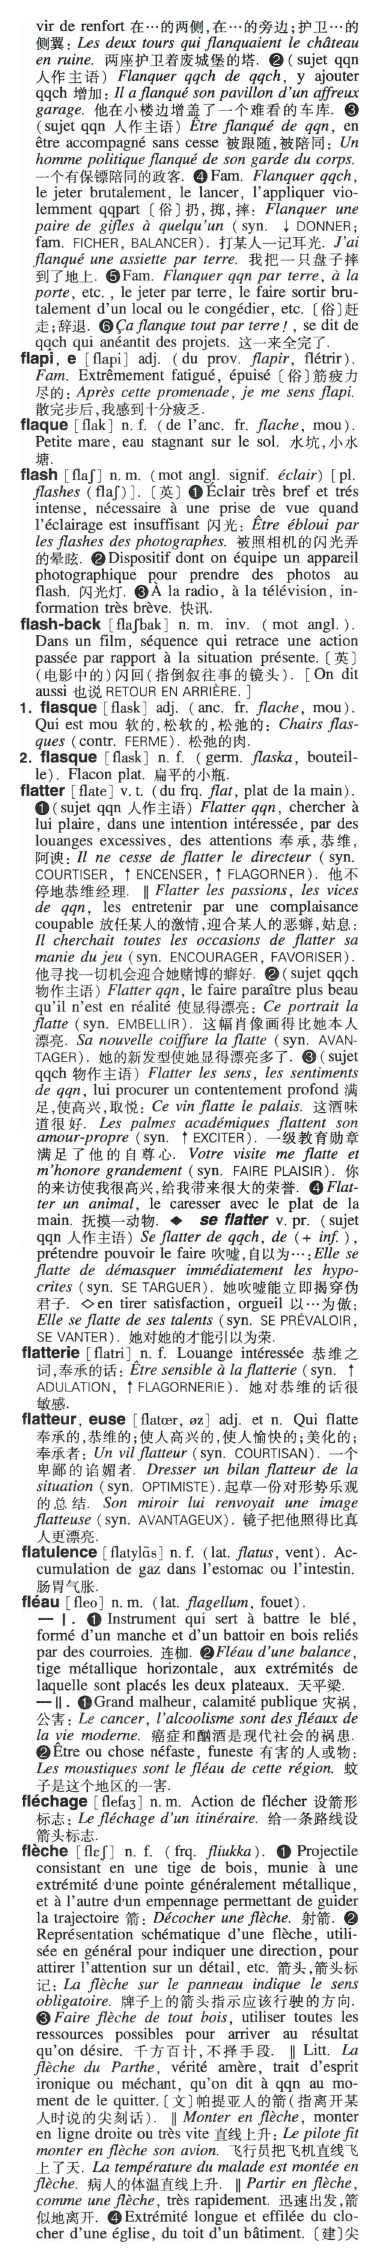 vir de renfort 在…的两侧,在…的旁边;护卫…的
侧翼: Les deux tours qui flanquaient le château
en ruine. 两座护卫着废城堡的塔. ❷ (sujet qqn
人作主语) Flanquer qqch de qqch, y ajouter
qqch 增加: Il a flanqué son pavillon d'un affreux
garage. 他在小楼边增盖了一个难看的车库. ❸
(sujet qqn 人作主语) Être flanqué de qqn, en
être accompagné sans cesse 被跟随,被陪同: Un
homme politique flanqué de son garde du corps.
一个有保镖陪同的政客. ❹ Fam. Flanquer qqch,
le jeter brutalement, le lancer, l'appliquer vio-
lemment qqpart 〔俗〕扔,掷,摔: Flanquer une
paire de gifles à quelqu'un (syn. ↓ DONNER;
fam. FICHER, BALANCER). 打某人一记耳光. J'ai
flanqué une assiette par terre. 我把一只盘子摔
到了地上. ❺ Fam. Flanquer qqn par terre, à la
porte, etc., le jeter par terre, le faire sortir bru-
talement d'un local ou le congédier, etc. 〔俗〕赶
走;辞退. ❻ Ça flanque tout par terre!, se dit de
qqch qui anéantit des projets. 这一来全完了.
flapi, e [flapi] adj. (du prov. flapir, flétrir).
Fam. Extrêmement fatigué, épuisé 〔俗〕筋疲力
尽的: Après cette promenade, je me sens flapi.
散完步后,我感到十分疲乏.
flaque [flak] n. f. (de l'anc. fr. flache, mou).
Petite mare, eau stagnant sur le sol. 水坑,小水
塘.
flash [flaʃ] n. m. (mot angl. signif. éclair) [pl.
flashes (flaʃ)]. 〔英〕 ❶ Éclair très bref et trés
intense, nécessaire à une prise de vue quand
l'éclairage est insuffisant 闪光: Être ébloui par
les flashes des photographes. 被照相机的闪光弄
的晕眩. ❷ Dispositif dont on équipe un appareil
photographique pour prendre des photos au
flash. 闪光灯. ❸ À la radio, à la télévision, in-
formation très brève. 快讯.
flash-back [flaʃbak] n. m. inv. (mot angl.).
Dans un film, séquence qui retrace une action
passée par rapport à la situation présente. [英]
(电影中的)闪回(指倒叙往事的镜头). [On dit
aussi 也说 RETOUR EN ARRIÈRE.]
1. flasque [flask] adj. (anc. fr. flache, mou).
Qui est mou 软的,松软的,松弛的: Chairs flas-
ques (contr. FERME). 松弛的肉.
2. flasque [flask] n. f. (germ. flaska, bouteil-
le). Flacon plat. 扁平的小瓶.
flatter [flate] v. t. (du frq. flat, plat de la main).
❶ (sujet qqn 人作主语) Flatter qqn, chercher à
lui plaire, dans une intention intéressée, par des
louanges excessives, des attentions 奉承,恭维,
阿谀: Il ne cesse de flatter le directeur (syn.
COURTISER, ↑ ENCENSER, ↑ FLAGORNER). 他不
停地恭维经理. ‖ Flatter les passions, les vices
de qqn, les entretenir par une complaisance
coupable 放任某人的激情,迎合某人的恶癖,姑息:
Il cherchait toutes les occasions de flatter sa
manie du jeu (syn. ENCOURAGER, FAVORISER).
他寻找一切机会迎合她赌博的癖好. ❷ (sujet qqch
物作主语) Flatter qqn, le faire paraître plus beau
qu'il n'est en réalité 使显得漂亮: Ce portrait la
flatte (syn. EMBELLIR). 这幅肖像画得比她本人
漂亮. Sa nouvelle coiffure la flatte (syn. AVAN-
TAGER). 她的新发型使她显得漂亮多了. ❸ (sujet
qqch 物作主语) Flatter les sens, les sentiments
de qqn, lui procurer un contentement profond 满
足,使高兴,取悦: Ce vin flatte le palais. 这酒味
道很好. Les palmes académiques flattent son
amour-propre (syn. ↑ EXCITER). 一级教育勋章
满足了他的自尊心. Votre visite me flatte et
m'honore grandement (syn. FAIRE PLAISIR). 你
的来访使我很高兴,给我带来很大的荣誉. ❹ Flat-
ter un animal, le caresser avec le plat de la
main. 抚摸一动物. ◆ se flatter v. pr. (sujet
qqn 人作主语) Se flatter de qqch, de (+ inf.),
prétendre pouvoir le faire 吹嘘,自以为…: Elle se
flatte de démasquer immédiatement les hypo-
crites (syn. SE TARGUER). 她吹嘘能立即揭穿伪
君子. ◇ en tirer satisfaction, orgueil 以…为傲:
Elle se flatte de ses talents (syn. SE PRÉVALOIR,
SE VANTER). 她对她的才能引以为荣.
flatterie [flatri] n. f. Louange intéressée 恭维之
词,奉承的话: Être sensible à la flatterie (syn. ↑
ADULATION, ↑ FLAGORNERIE). 她对恭维的话很
敏感.
flatteur, euse [flatœr, øz] adj. et n. Qui flatte
奉承的,恭维的;使人高兴的,使人愉快的;美化的;
奉承者: Un vil flatteur (syn. COURTISAN). 一个
卑鄙的谄媚者. Dresser un bilan flatteur de la
situation (syn. OPTIMISTE). 起草一份对形势乐观
的总结. Son miroir lui renvoyait une image
flatteuse (syn. AVANTAGEUX). 镜子把他照得比真
人更漂亮.
flatulence [flatylɑ̃s] n. f. (lat. flatus, vent). Ac-
cumulation de gaz dans l'estomac ou l'intestin.
肠胃气胀.
fléau [fleo] n. m. (lat. flagellum, fouet).
— Ⅰ. ❶ Instrument qui sert à battre le blé,
formé d'un manche et d'un battoir en bois reliés
par des courroies. 连枷. ❷ Fléau d'une balance,
tige métallique horizontale, aux extrémités de
laquelle sont placés les deux plateaux. 天平梁.
— Ⅱ. ❶ Grand malheur, calamité publique 灾祸,
公害: Le cancer, l'alcoolisme sont des fléaux de
la vie moderne. 癌症和酗酒是现代社会的祸患.
❷ Être ou chose néfaste, funeste 有害的人或物:
Les moustiques sont le fléau de cette région. 蚊
子是这个地区的一害.
fléchage [fleʃaʒ] n. m. Action de flécher 设箭形
标志: Le fléchage d'un itinéraire. 给一条路线设
箭头标志.
flèche [flɛʃ] n. f. (frq. fliukka). ❶ Projectile
consistant en une tige de bois, munie à une
extrémité d'une pointe généralement métallique,
et à l'autre d'un empennage permettant de guider
la trajectoire 箭: Décocher une flèche. 射箭. ❷
Représentation schématique d'une flèche, utili-
sée en général pour indiquer une direction, pour
attirer l'attention sur un détail, etc. 箭头,箭头标
记: La flèche sur le panneau indique le sens
obligatoire. 牌子上的箭头指示应该行驶的方向.
❸ Faire flèche de tout bois, utiliser toutes les
ressources possibles pour arriver au résultat
qu'on désire. 千方百计,不择手段. ‖ Litt. La
flèche du Parthe, vérité amère, trait d'esprit
ironique ou méchant, qu'on dit à qqn au mo-
ment de le quitter. 〔文〕帕提亚人的箭(指离开某
人时说的尖刻话). ‖ Monter en flèche, monter
en ligne droite ou très vite 直线上升: Le pilote fit
monter en flèche son avion. 飞行员把飞机直线飞
上了天. La température du malade est montée en
flèche. 病人的体温直线上升. ‖ Partir en flèche,
comme une flèche, très rapidement. 迅速出发,箭
似地离开. ❹ Extrémité longue et effilée du clo-
cher d'une église, du toit d'un bâtiment. 〔建〕尖